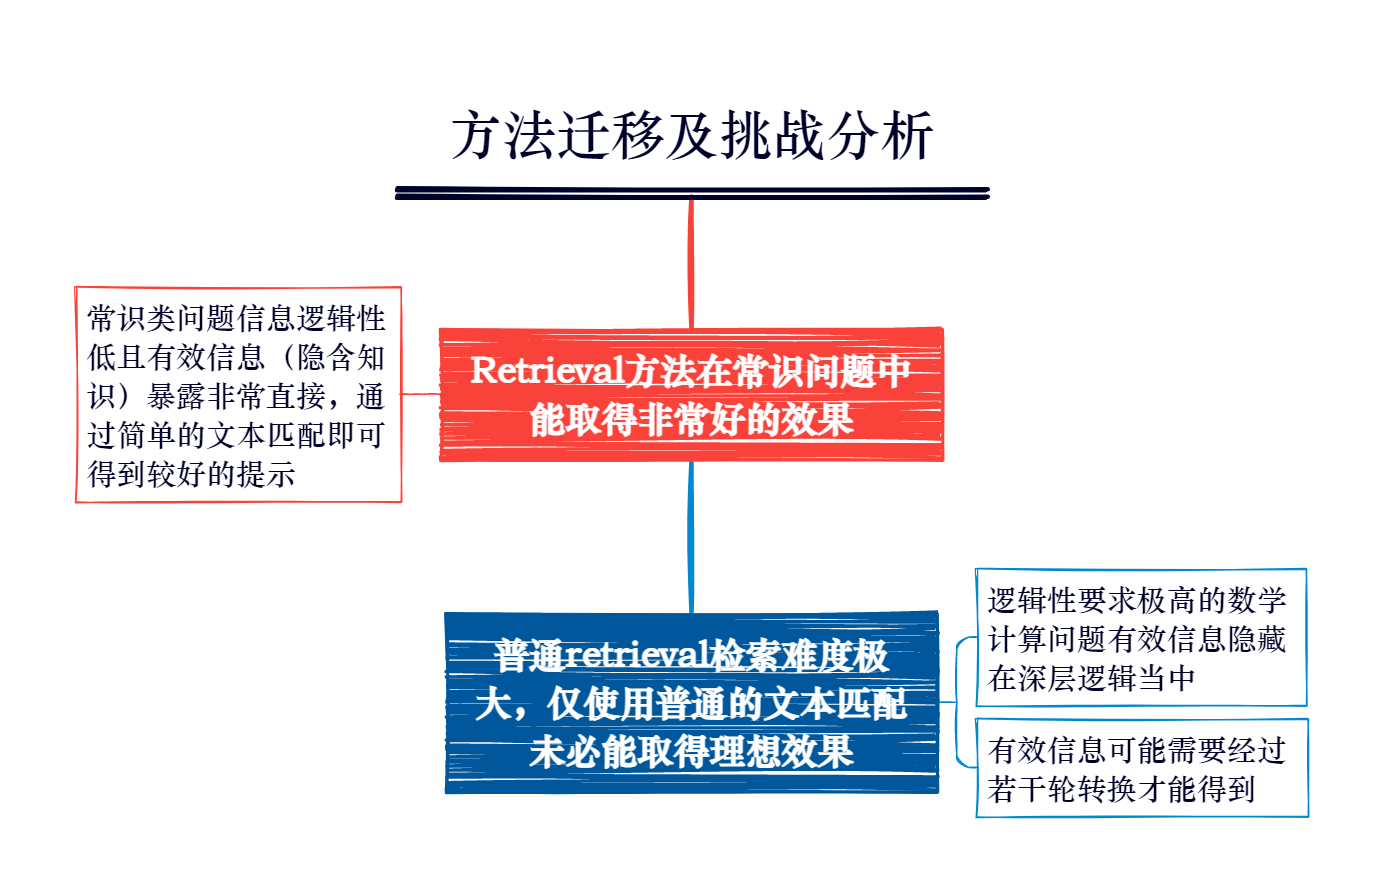 方法迁移及挑战分析
常识类问题信息逻辑性
低且有效信息（隐含知
识）暴露非常直接，通
过简单的文本匹配即可
得到较好的提示
Retrieval方法在常识问题中
能取得非常好的效果
普通retrieval检索难度极
大，仅使用普通的文本匹配
未必能取得理想效果
逻辑性要求极高的数学
计算问题有效信息隐藏
在深层逻辑当中
有效信息可能需要经过
若干轮转换才能得到